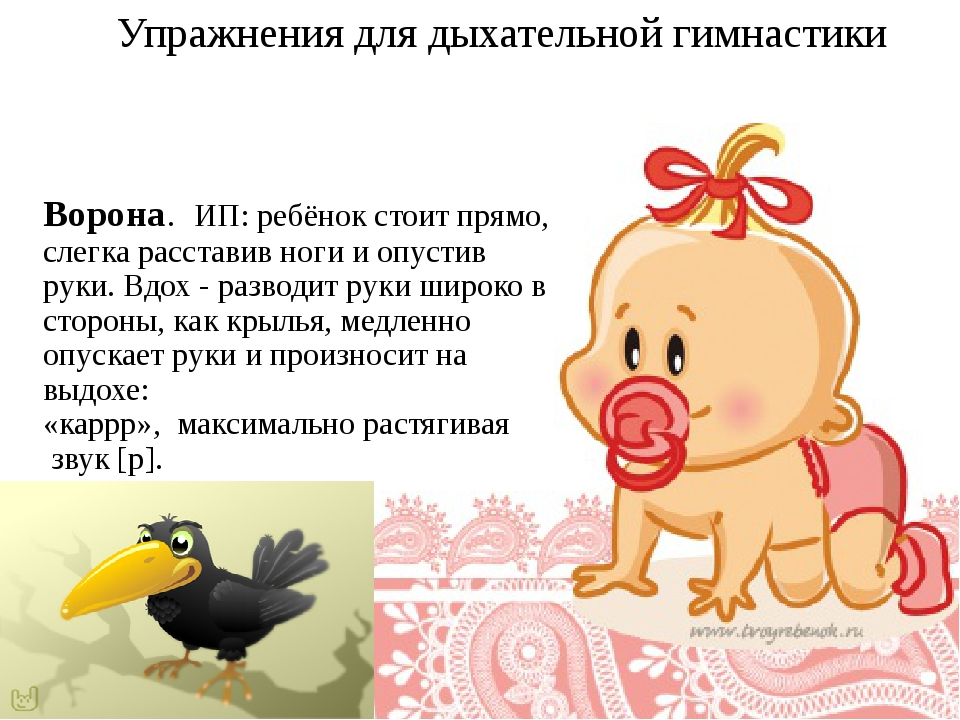 Упражнения для дыхательной гимнастики
Ворона. ИП: ребёнок стоит прямо,
слегка расставив ноги и опустив
руки. Вдох - разводит руки широко в
стороны, как крылья, медленно
опускает руки и произносит на
выдохе:
«каррр», максимально растягивая
звук [р].
www.tvoyrebenok.ru